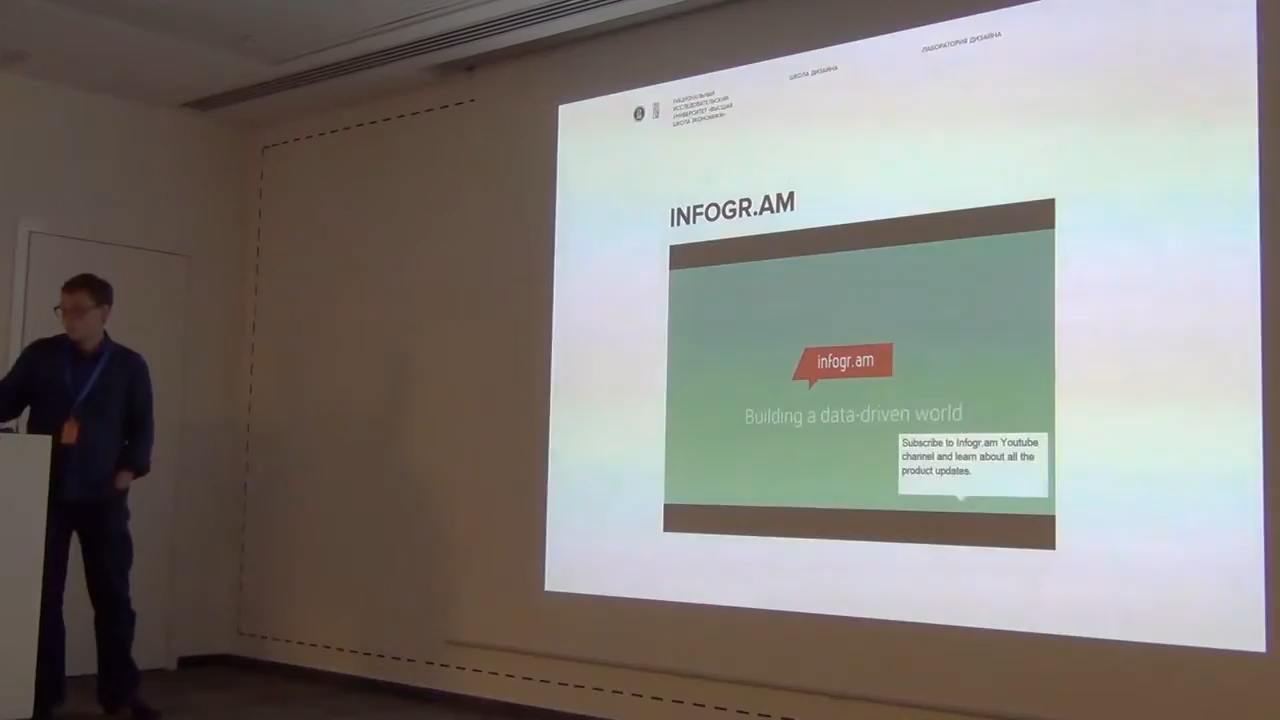 ЛАБОРАТОРИЯ ДИЗАЙНА
ШКОЛА ДИЗАЙНА
НАЦИОНАЛЬНЫЙ
ИССЛЕДОВАТЕЛЬСКИЙ
УНИВЕРСИТЕТ «ВЫСШАЯ
ШКОЛА ЭКОНОМИКИ»
INFOGR.AM
infogr.am
Building a data-driven world
Subscribe to Infogr.am Youtube
channel and learn about all the
product updates.